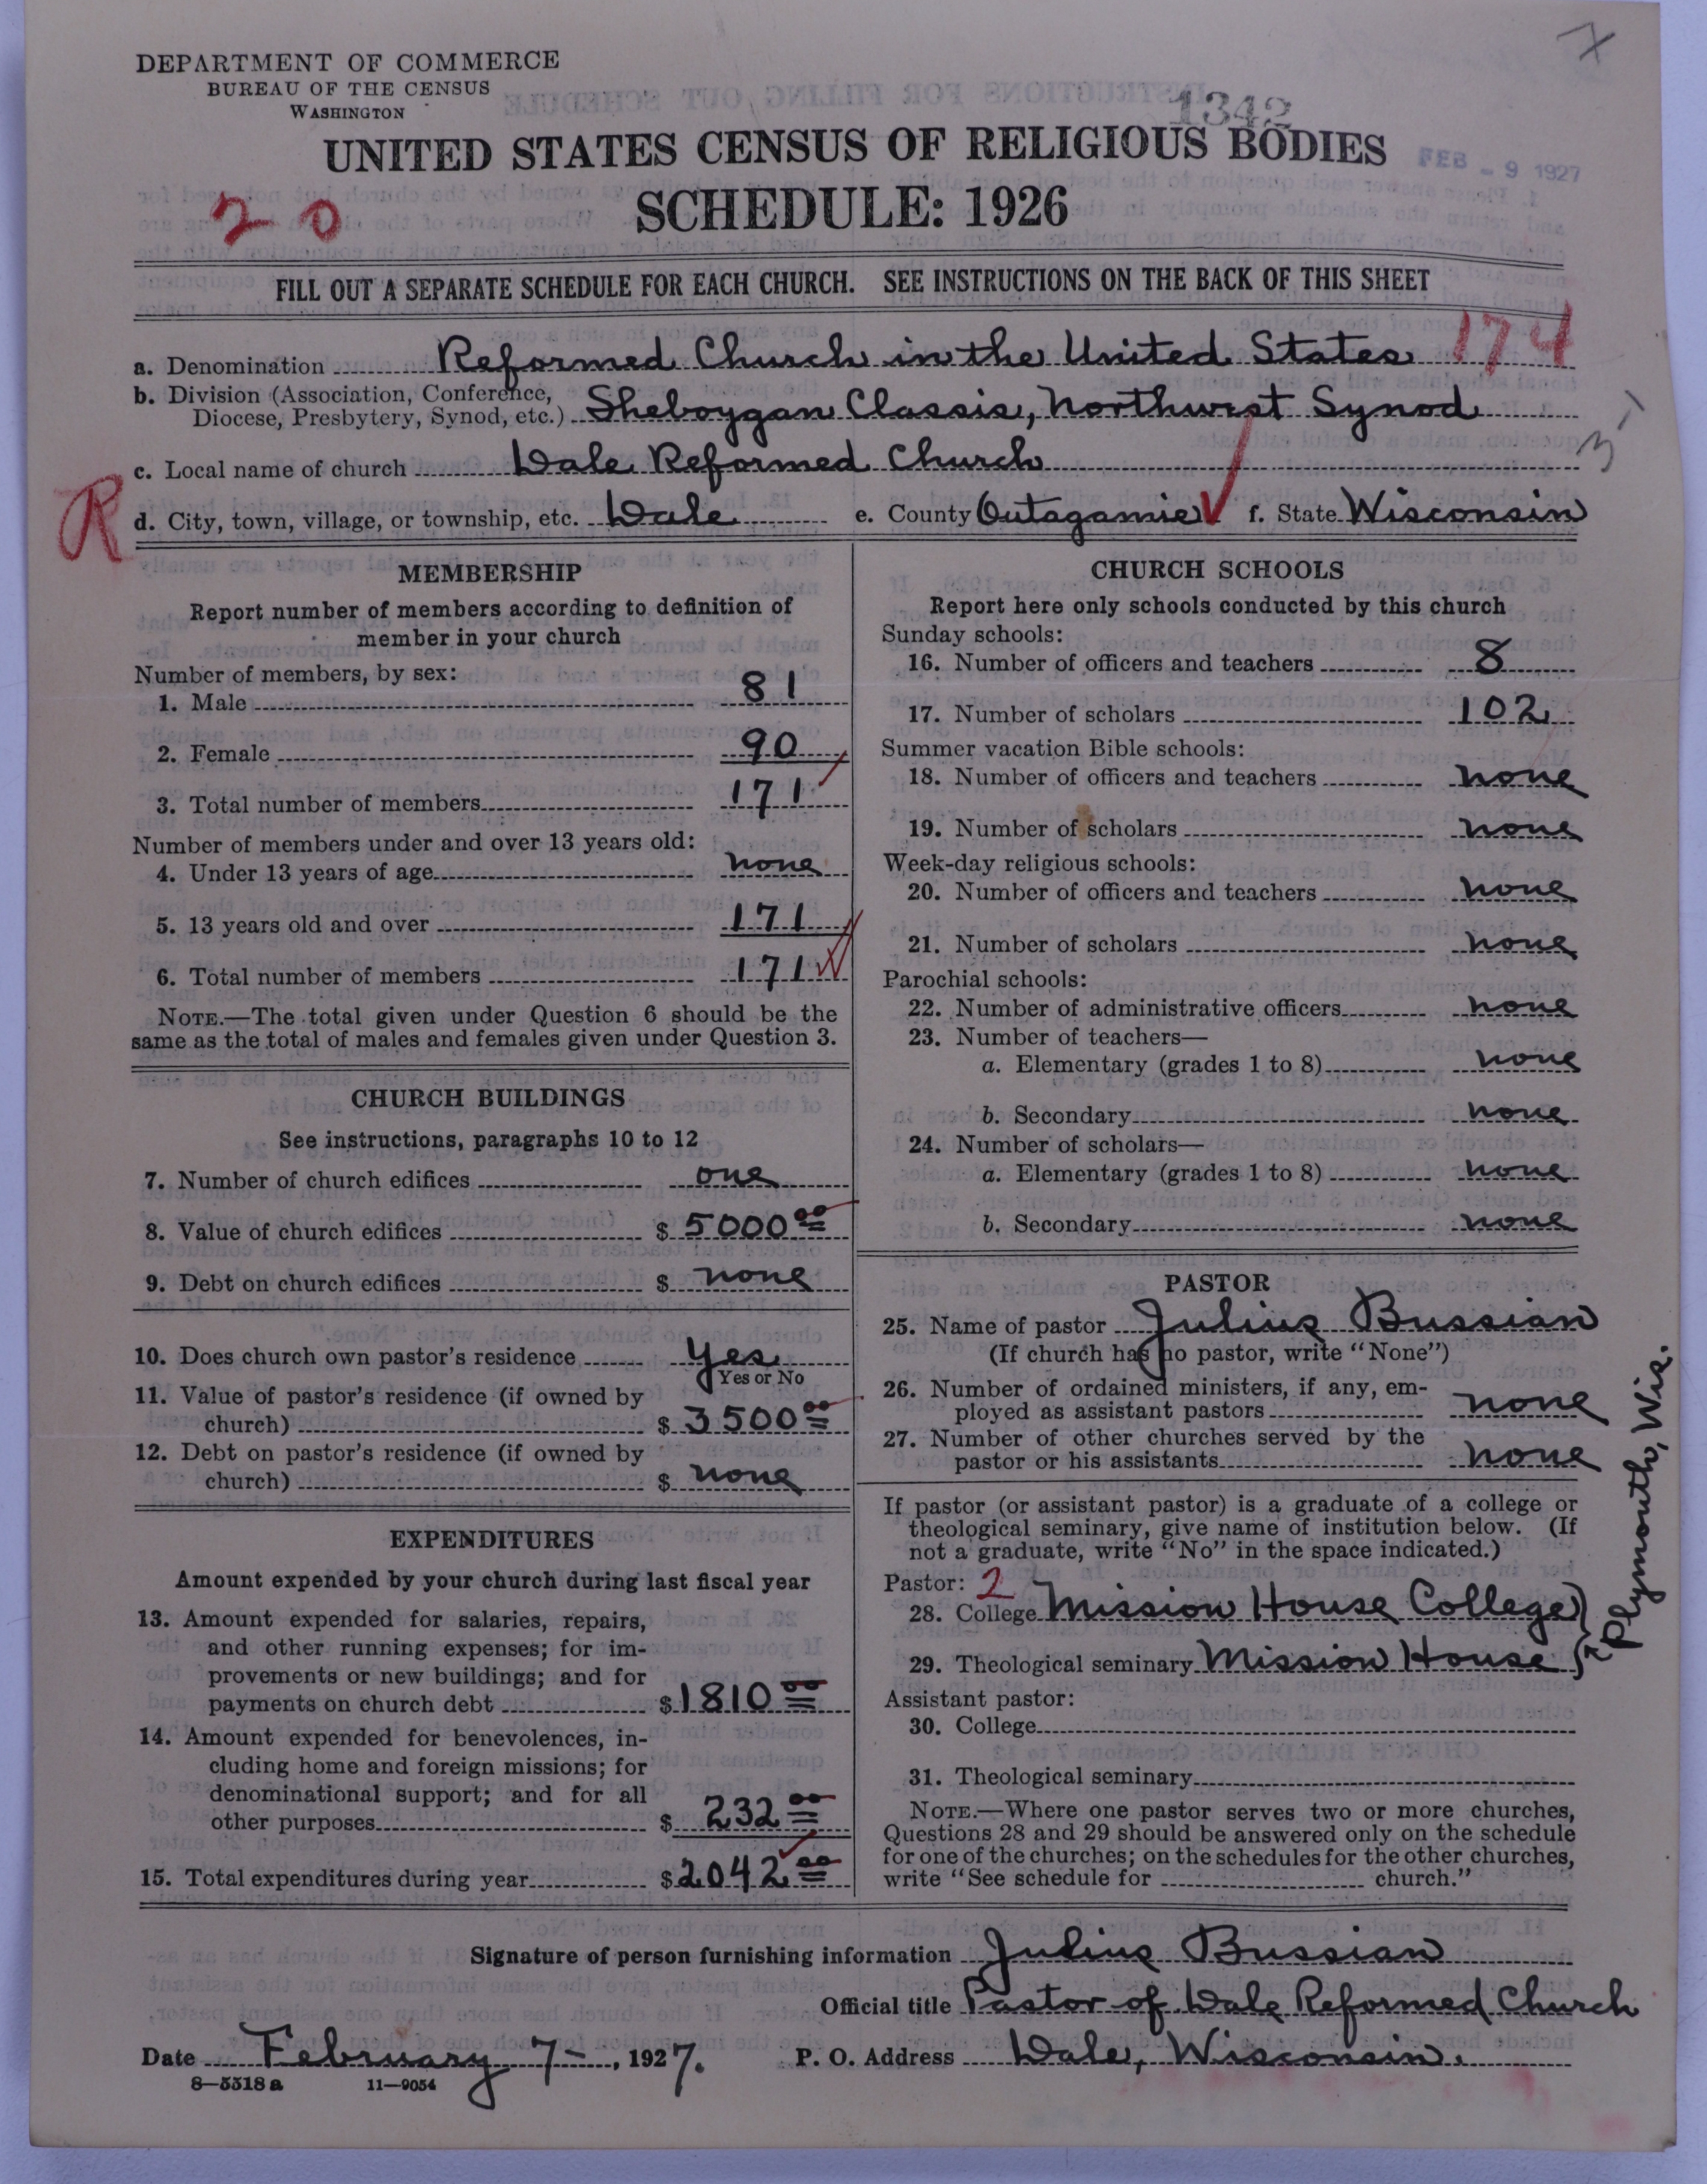 7
DEPARTMENT OF COMMERCE
BUREAU OF THE CENSUS
WASHINGTON
1342
UNITED STATES CENSUS OF RELIGIOUS BODIES
FEB - 9 1927
20
SCHEDULE: 1926
FILL OUT A SEPARATE SCHEDULE FOR EACH CHURCH. SEE INSTRUCTIONS ON THE BACK OF THIS SHEET
174
a. Denomination Reformed Church in the United States
b. Division (Association, Conference,
Diocese, Presbytery, Synod, etc.) Sheboygan Classis, Northwest Synod
c. Local name of church Dale Reformed Church
R
d. City, town, village, or township, etc. Dale e. County Outagamie f. State Wisconsin
MEMBERSHIP
Report number of members according to definition of
member in your church
Number of members, by sex:
1. Male 81
2. Female 90
3. Total number of members 171
Number of members under and over 13 years old:
4. Under 13 years of age none
5. 13 years old and over 171
6. Total number of members 171
NOTE.—The total given under Question 6 should be the
same as the total of males and females given under Question 3.
CHURCH BUILDINGS
See instructions, paragraphs 10 to 12
7. Number of church edifices one
8. Value of church edifices $ 5000 00
9. Debt on church edifices $ none
10. Does church own pastor's residence Yes
Yes or No
11. Value of pastor's residence (if owned by
church) $ 3500 00
12. Debt on pastor's residence (if owned by
church) $ none
EXPENDITURES
Amount expended by your church during last fiscal year
13. Amount expended for salaries, repairs,
and other running expenses; for im-
provements or new buildings; and for
payments on church debt $ 1810 00
14. Amount expended for benevolences, in-
cluding home and foreign missions; for
denominational support; and for all
other purposes $ 232 00
15. Total expenditures during year $ 2042 00
CHURCH SCHOOLS
Report here only schools conducted by this church
Sunday schools:
16. Number of officers and teachers 8
17. Number of scholars 102
Summer vacation Bible schools:
18. Number of officers and teachers none
19. Number of scholars none
Week-day religious schools:
20. Number of officers and teachers none
21. Number of scholars none
Parochial schools:
22. Number of administrative officers none
23. Number of teachers—
a. Elementary (grades 1 to 8) none
b. Secondary none
24. Number of scholars—
a. Elementary (grades 1 to 8) none
b. Secondary none
PASTOR
25. Name of pastor Julius Bussian
(If church has no pastor, write "None")
26. Number of ordained ministers, if any, em-
ployed as assistant pastors none
27. Number of other churches served by the
pastor or his assistants none
If pastor (or assistant pastor) is a graduate of a college or
theological seminary, give name of institution below. (If
not a graduate, write "No" in the space indicated.)
Pastor: 2
28. College Mission House College
29. Theological seminary Mission House
Plymouth, Wis.
Assistant pastor:
30. College
31. Theological seminary
NOTE.—Where one pastor serves two or more churches,
Questions 28 and 29 should be answered only on the schedule
for one of the churches; on the schedules for the other churches,
write "See schedule for church."
Signature of person furnishing information Julius Bussian
Official title Pastor of Dale Reformed Church
Date February 7-, 1927. P. O. Address Dale, Wisconsin.
8—5518 a 11—9054